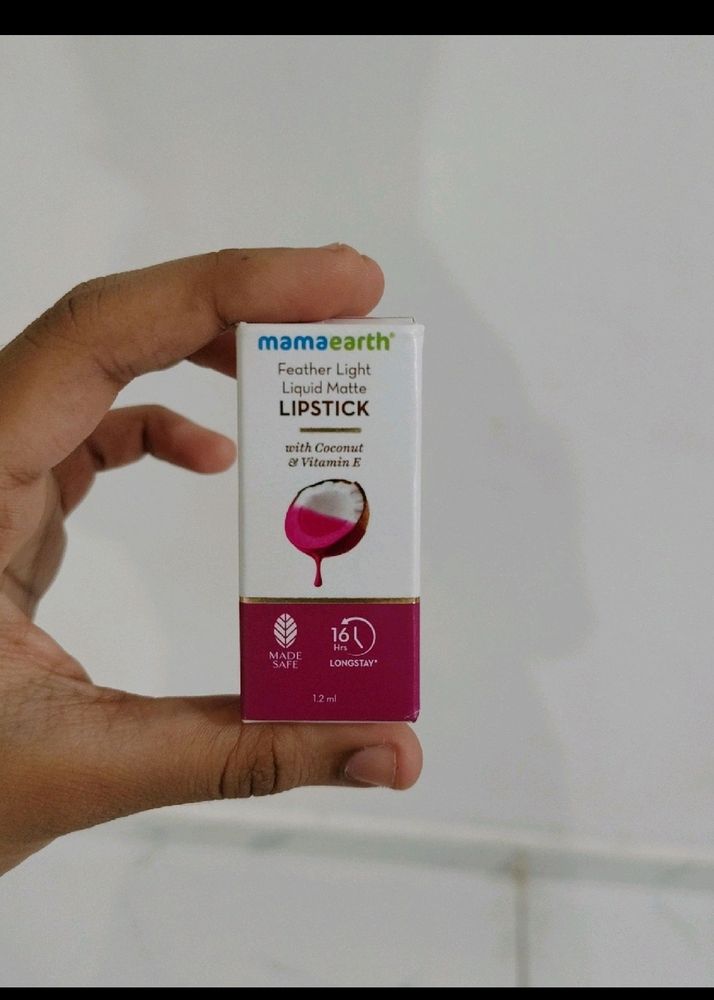 mamaearth®
Feather Light
Liquid Matte
LIPSTICK
with Coconut
& Vitamin E
MADE
SAFE
16
Hrs
LONGSTAY*
1.2 ml